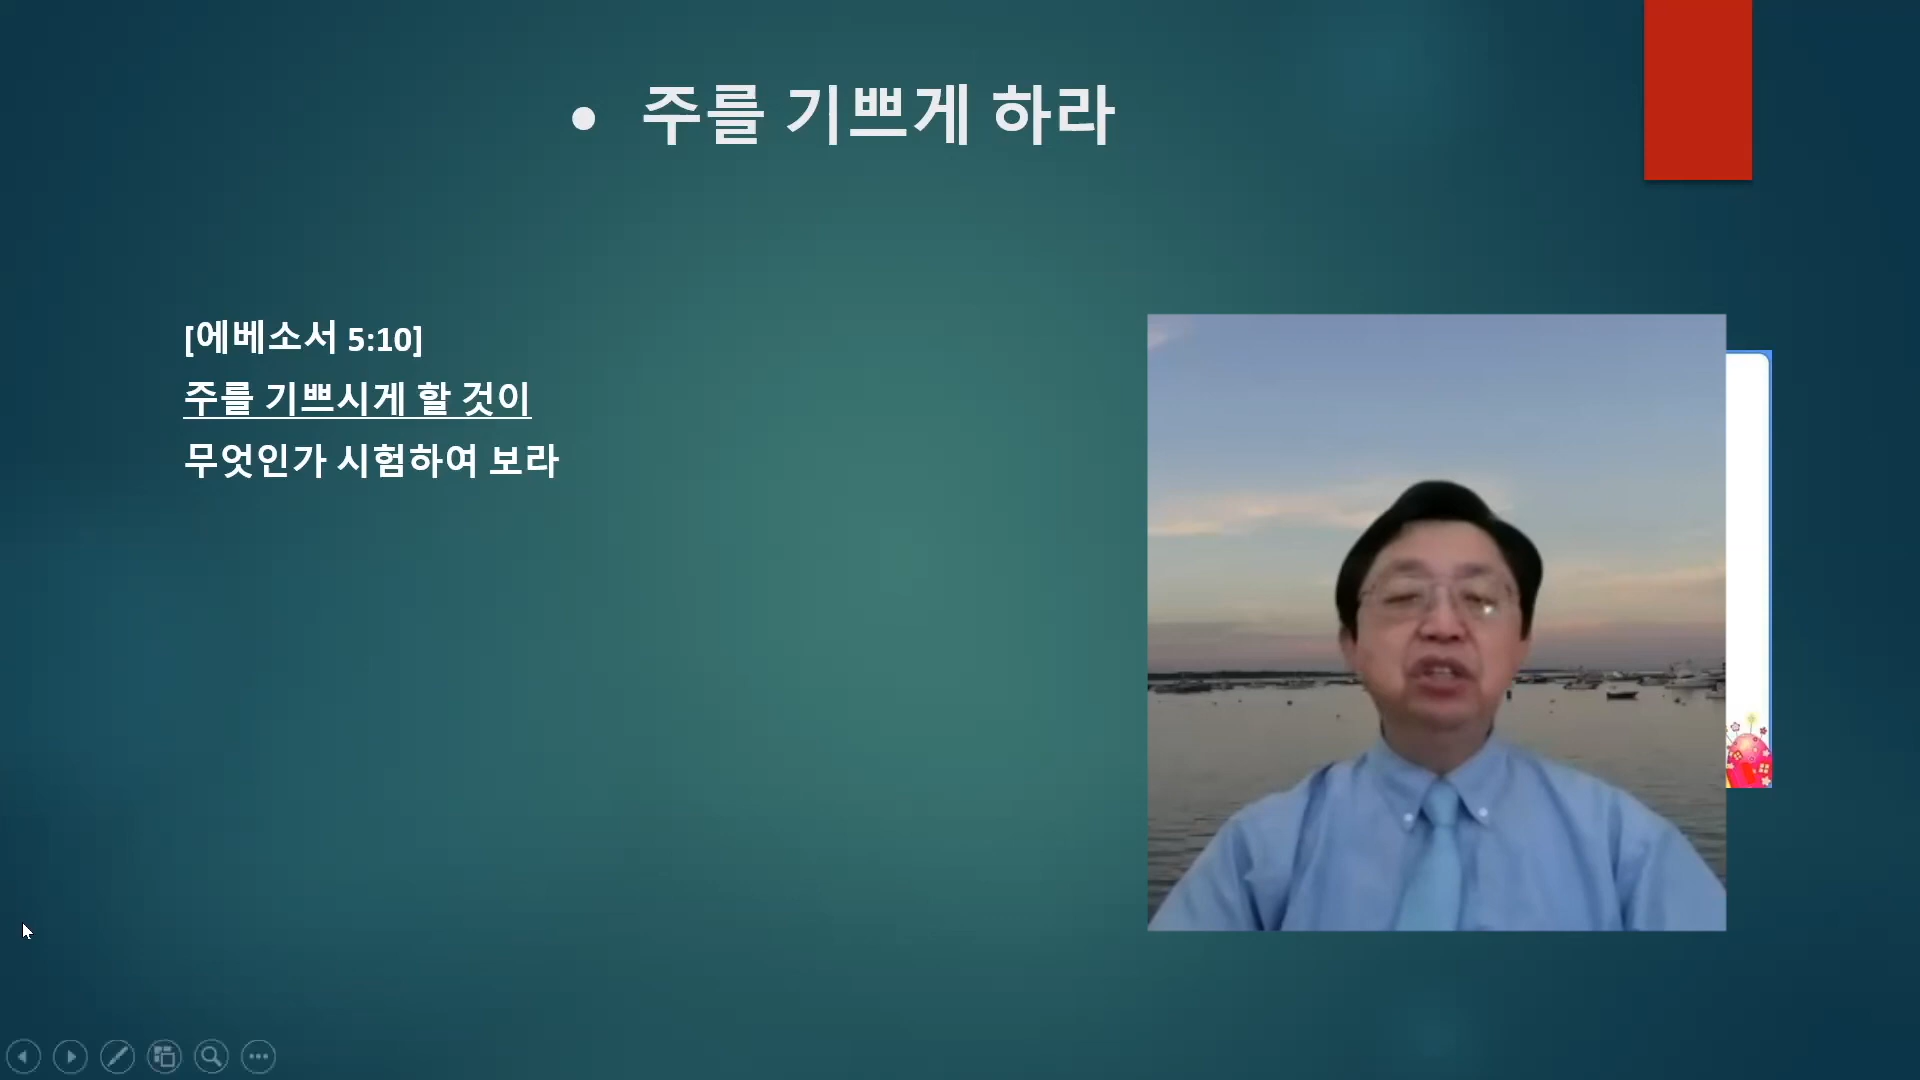 • 주를 기쁘게 하라
[에베소서 5:10]
주를 기쁘시게 할 것이
무엇인가 시험하여 보라